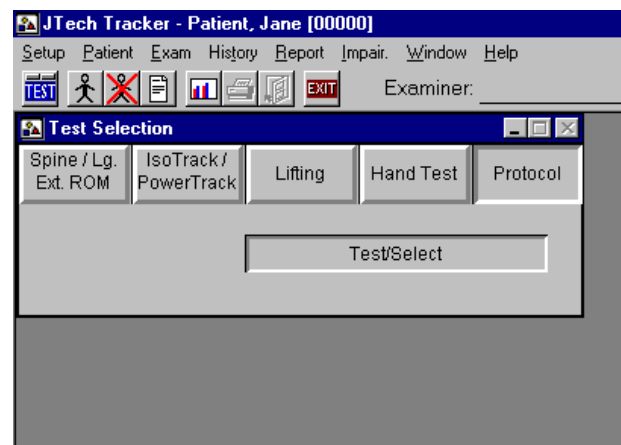 JTech Tracker - Patient, Jane [00000]
Setup Patient Exam History Report Impair. Window Help
TEST EXIT Examiner:
Test Selection
Spine / Lg. Ext. ROM
IsoTrack / PowerTrack
Lifting
Hand Test
Protocol
Test/Select